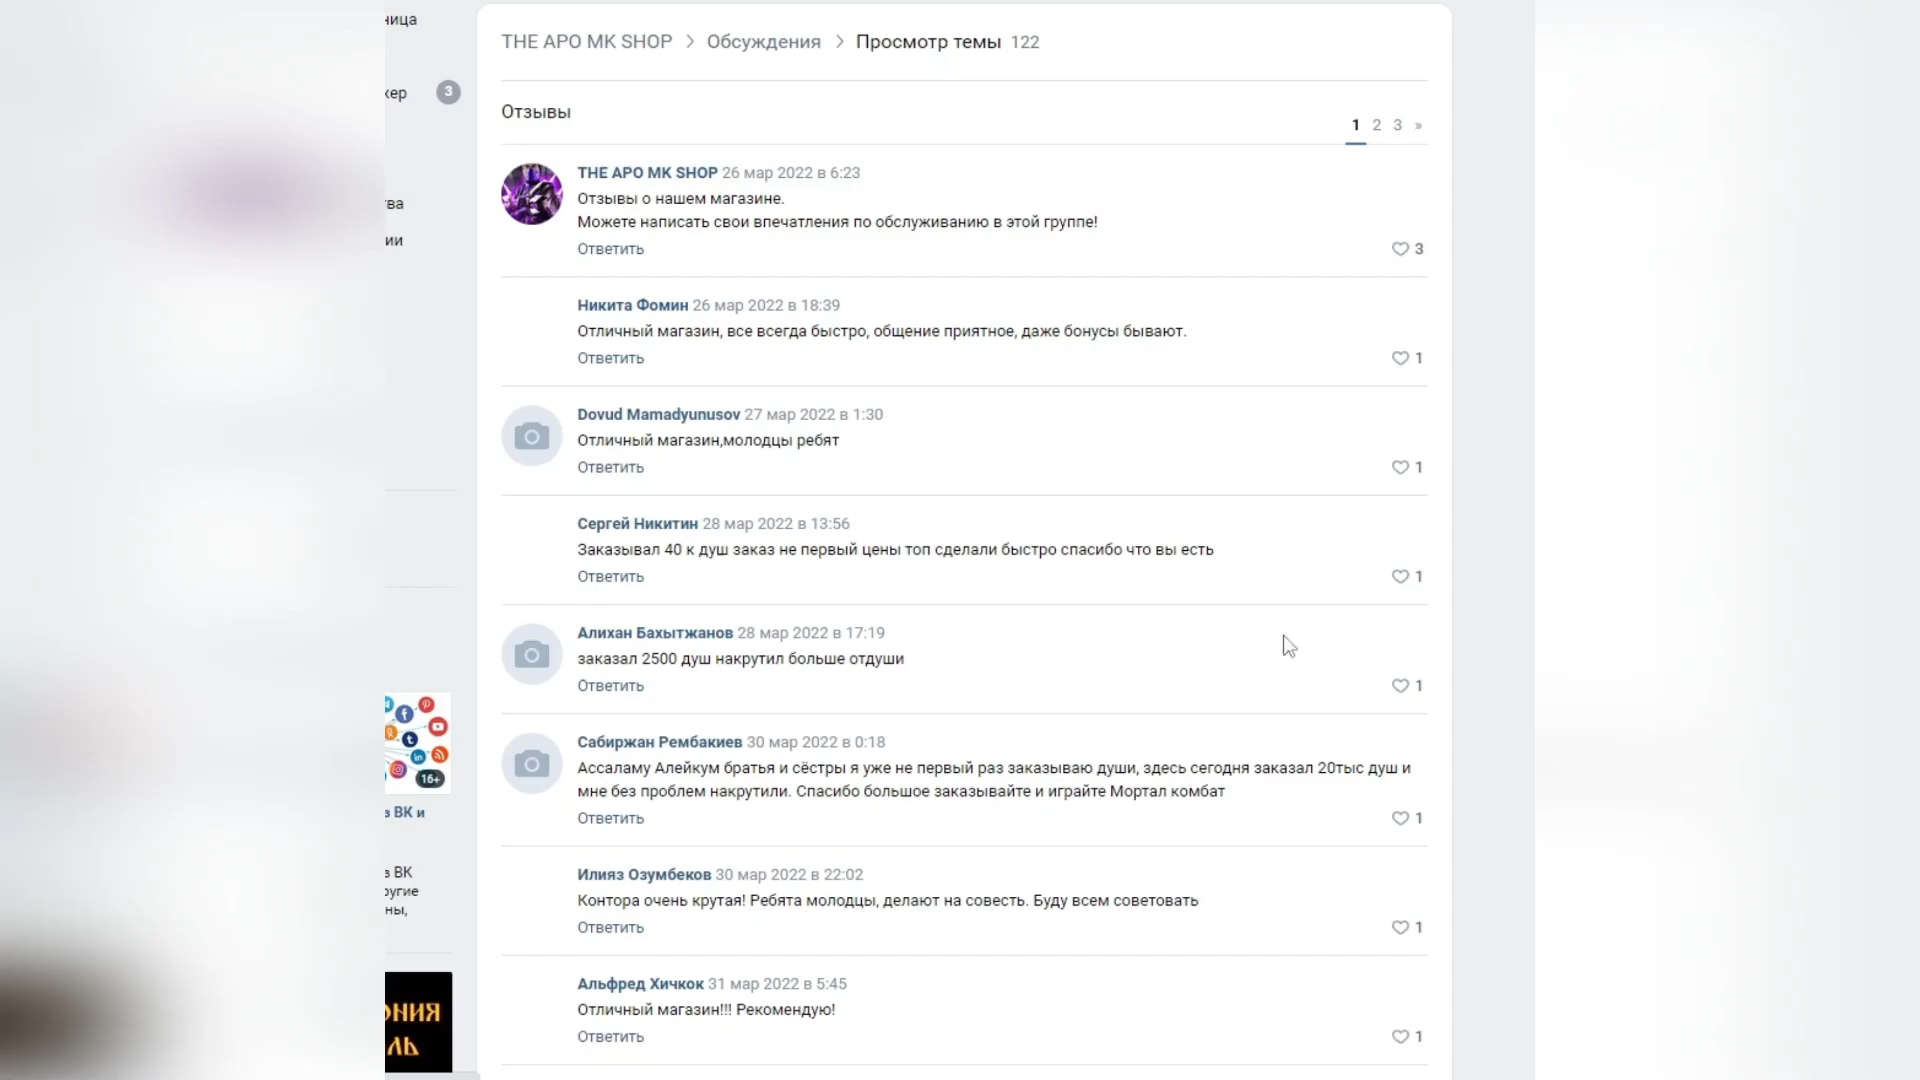 ница
кер
3
тва
ии
16+
в ВК и
в ВК
ругие
ны,
ОНИЯ
ЛЬ
THE APO MK SHOP > Обсуждения > Просмотр темы 122
Отзывы
1 2 3 »
THE APO MK SHOP 26 мар 2022 в 6:23
Отзывы о нашем магазине.
Можете написать свои впечатления по обслуживанию в этой группе!
Ответить
3
Никита Фомин 26 мар 2022 в 18:39
Отличный магазин, все всегда быстро, общение приятное, даже бонусы бывают.
Ответить
1
Dovud Mamadyunusov 27 мар 2022 в 1:30
Отличный магазин,молодцы ребят
Ответить
1
Сергей Никитин 28 мар 2022 в 13:56
Заказывал 40 к душ заказ не первый цены топ сделали быстро спасибо что вы есть
Ответить
1
Алихан Бахытжанов 28 мар 2022 в 17:19
заказал 2500 душ накрутил больше отдуши
Ответить
1
Сабиржан Рембакиев 30 мар 2022 в 0:18
Ассаламу Алейкум братья и сёстры я уже не первый раз заказываю души, здесь сегодня заказал 20тыс душ и
мне без проблем накрутили. Спасибо большое заказывайте и играйте Мортал комбат
Ответить
1
Илияз Озумбеков 30 мар 2022 в 22:02
Контора очень крутая! Ребята молодцы, делают на совесть. Буду всем советовать
Ответить
1
Альфред Хичкок 31 мар 2022 в 5:45
Отличный магазин!!! Рекомендую!
Ответить
1